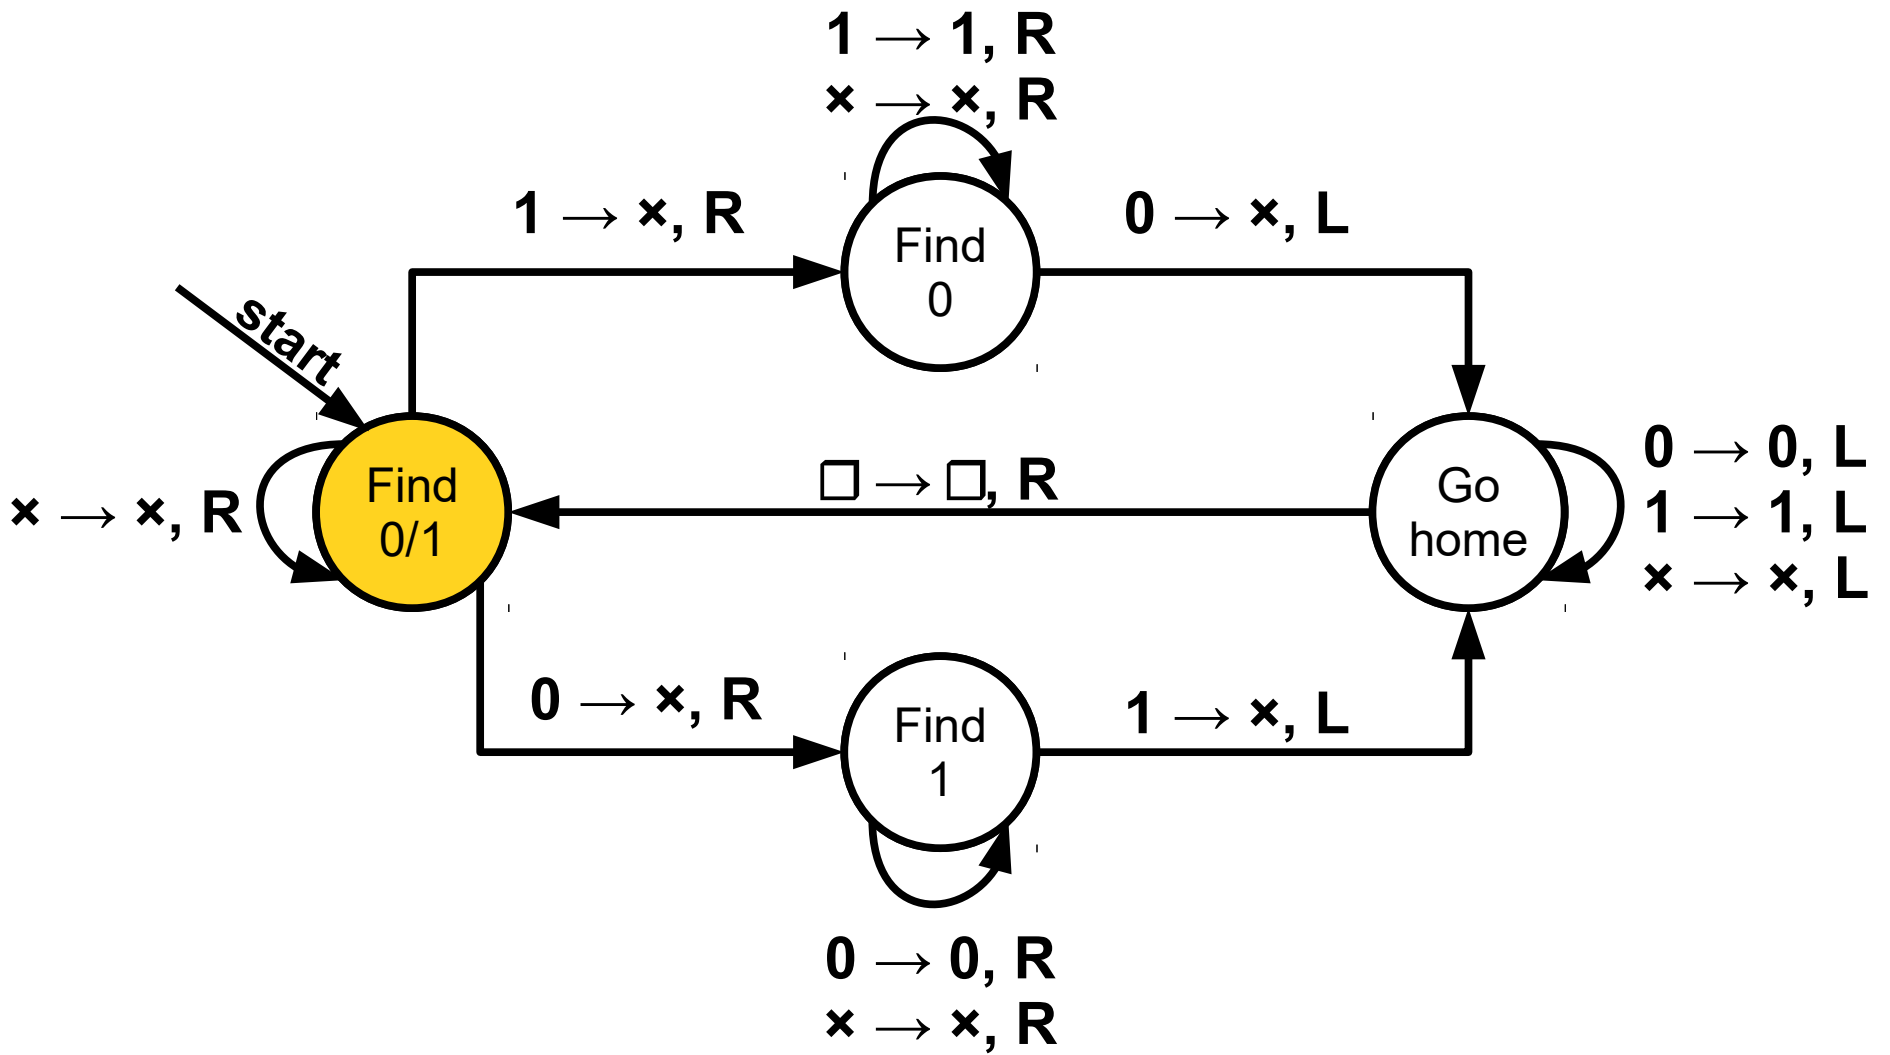 1 → 1, R
× → ×, R
1 → ×, R
Find
0
0 → ×, L
start
× → ×, R
Find
0/1
□ → □, R
Go
home
0 → 0, L
1 → 1, L
× → ×, L
0 → ×, R
Find
1
1 → ×, L
0 → 0, R
× → ×, R